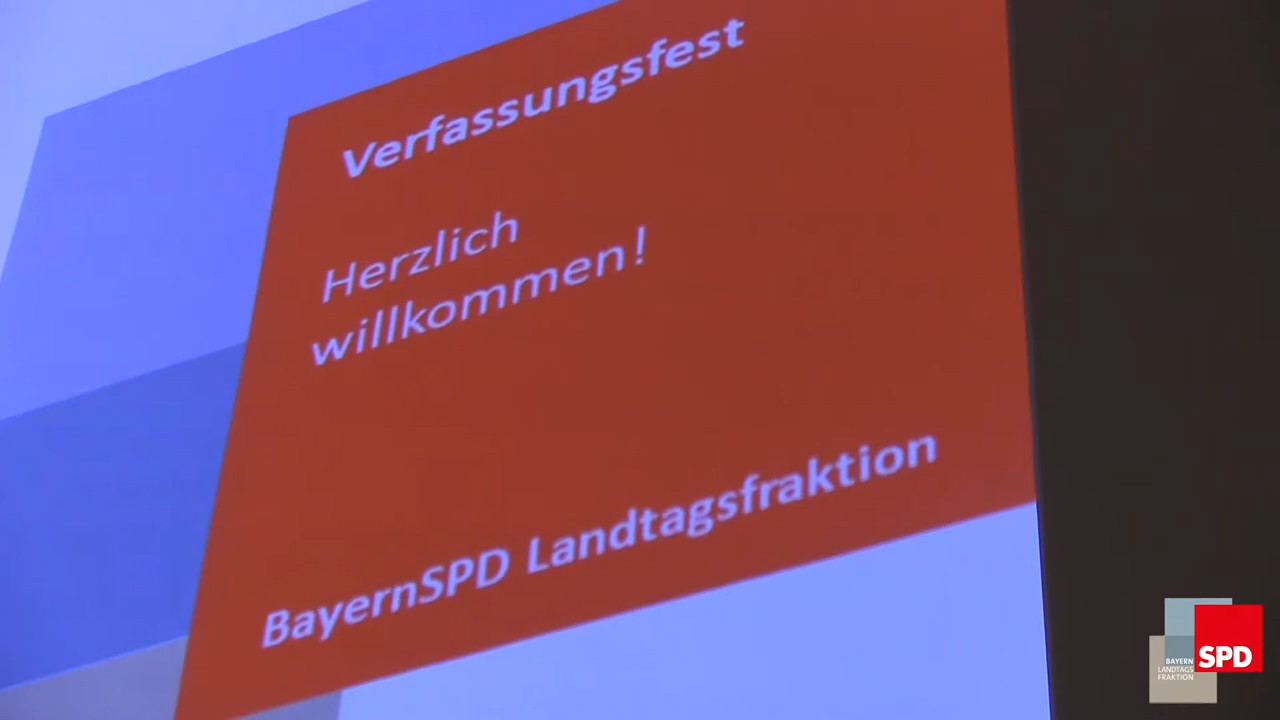 Verfassungsfest
Herzlich
willkommen!
BayernSPD Landtagsfraktion
BAYERN
LANDTAGS
FRAKTION
SPD